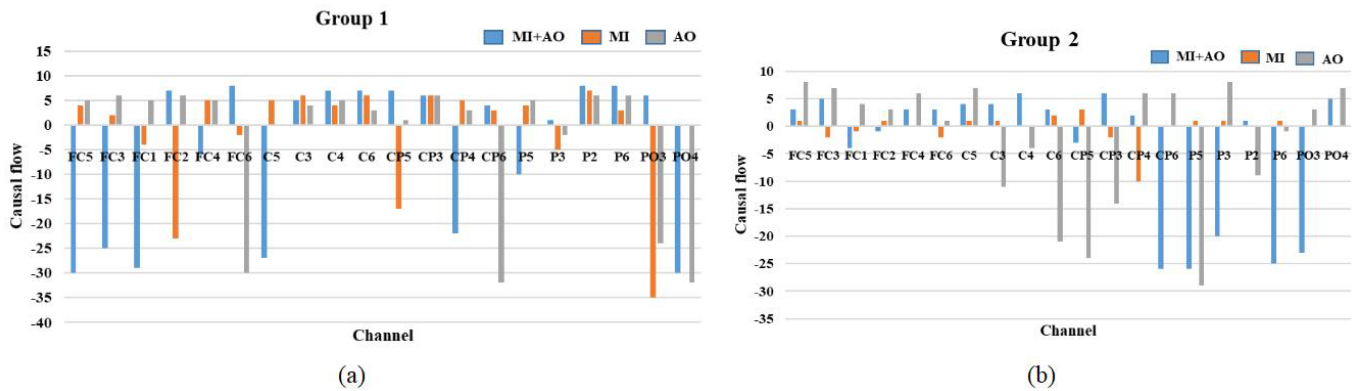 Group 1
MI+AO MI AO
15
10
5
0
-5
-10
-15
-20
-25
-30
-35
-40
Causal flow
FC5 FC3 FC1 FC2 FC4 FC6 C5 C3 C4 C6 CP5 CP3 CP4 CP6 P5 P3 P2 P6 PO3 PO4
Channel
(a)
Group 2
MI+AO MI AO
10
5
0
-5
-10
-15
-20
-25
-30
-35
Causal flow
FC5 FC3 FC1 FC2 FC4 FC6 C5 C3 C4 C6 CP5 CP3 CP4 CP6 P5 P3 P2 P6 PO3 PO4
Channel
(b)